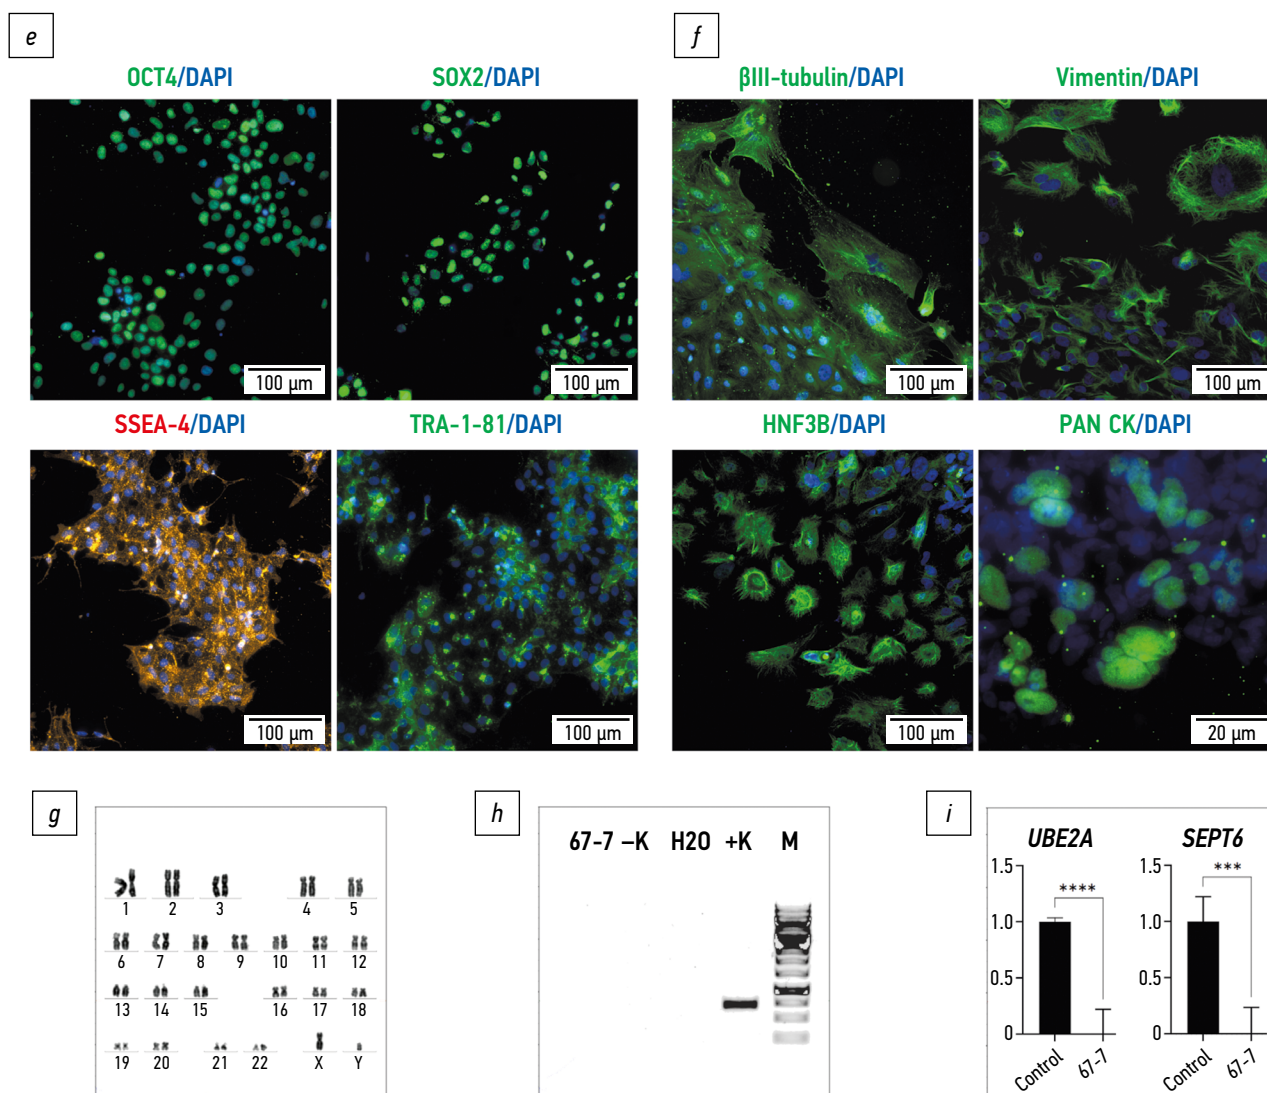 e
f
OCT4/DAPI
SOX2/DAPI
βIII-tubulin/DAPI
Vimentin/DAPI
100 µm
100 µm
100 µm
100 µm
SSEA-4/DAPI
TRA-1-81/DAPI
HNF3B/DAPI
PAN CK/DAPI
100 µm
100 µm
100 µm
20 µm
g
1 2 3 4 5
6 7 8 9 10 11 12
13 14 15 16 17 18
19 20 21 22 X Y
h
67-7 –K H2O +K M
i
UBE2A
1.5
1.0
0.5
0
****
Control 67-7
SEPT6
1.5
1.0
0.5
0
***
Control 67-7